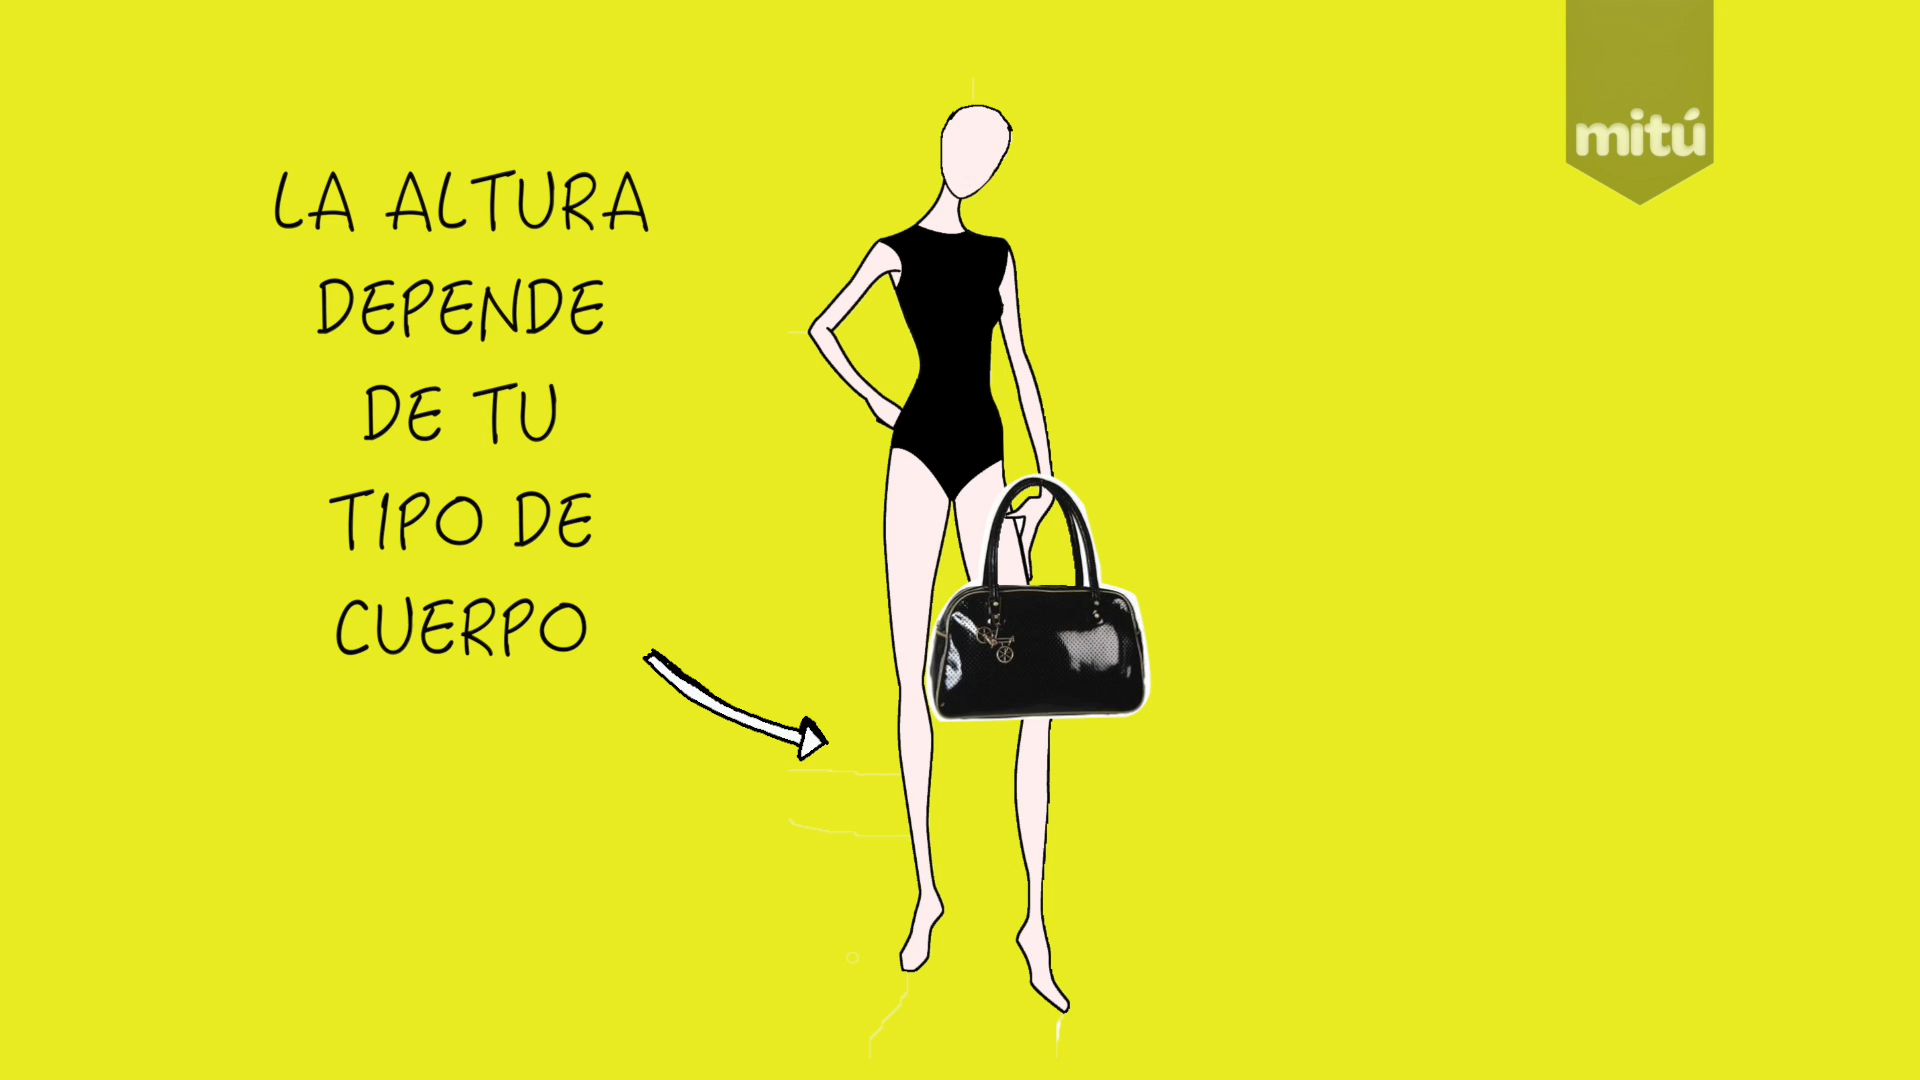 LA ALTURA
DEPENDE
DE TU
TIPO DE
CUERPO
mitú